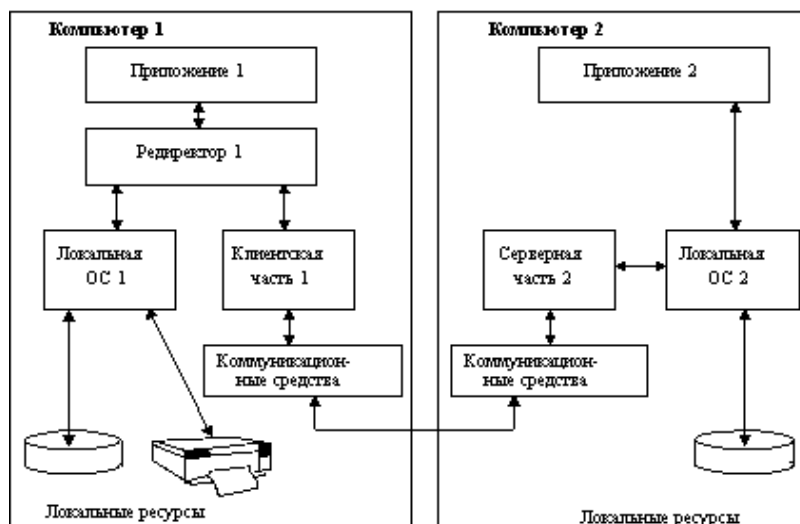 Компьютер 1
Приложение 1
Редиректор 1
Локальная
ОС 1
Клиентская
часть 1
Коммуникацион-
ные средства
Локальные ресурсы
Компьютер 2
Приложение 2
Серверная
часть 2
Локальная
ОС 2
Коммуникацион-
ные средства
Локальные ресурсы